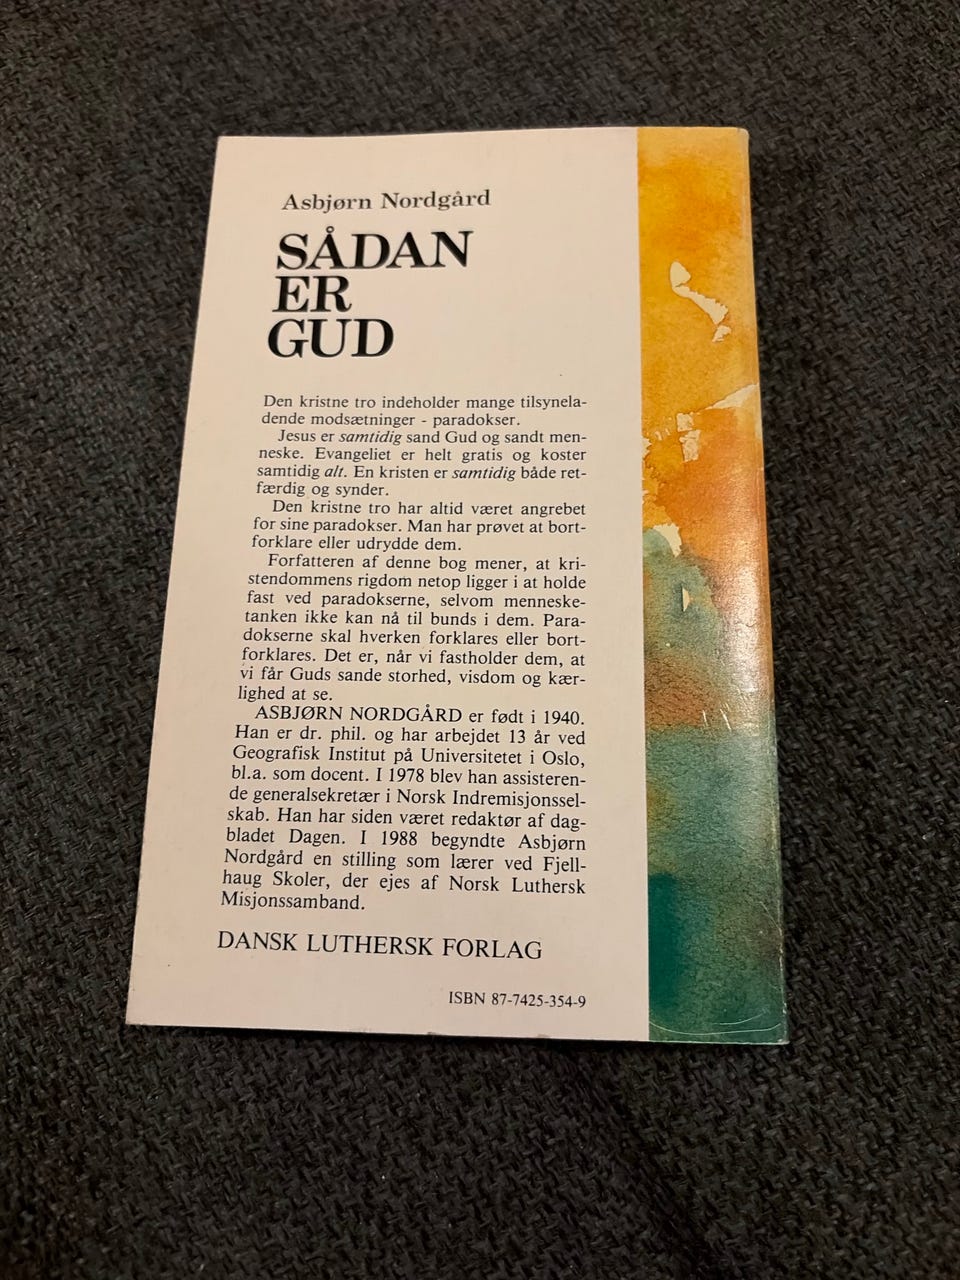 Asbjørn Nordgård
SÅDAN
ER
GUD
Den kristne tro indeholder mange tilsynela-
dende modsætninger - paradokser.
Jesus er samtidig sand Gud og sandt men-
neske. Evangeliet er helt gratis og koster
samtidig alt. En kristen er samtidig både ret-
færdig og synder.
Den kristne tro har altid været angrebet
for sine paradokser. Man har prøvet at bort-
forklare eller udrydde dem.
Forfatteren af denne bog mener, at kri-
stendommens rigdom netop ligger i at holde
fast ved paradokserne, selvom menneske-
tanken ikke kan nå til bunds i dem. Para-
dokserne skal hverken forklares eller bort-
forklares. Det er, når vi fastholder dem, at
vi får Guds sande storhed, visdom og kær-
lighed at se.
ASBJØRN NORDGÅRD er født i 1940.
Han er dr. phil. og har arbejdet 13 år ved
Geografisk Institut på Universitetet i Oslo,
bl.a. som docent. I 1978 blev han assisteren-
de generalsekretær i Norsk Indremisjonssel-
skab. Han har siden været redaktør af dag-
bladet Dagen. I 1988 begyndte Asbjørn
Nordgård en stilling som lærer ved Fjell-
haug Skoler, der ejes af Norsk Luthersk
Misjonssamband.
DANSK LUTHERSK FORLAG
ISBN 87-7425-354-9